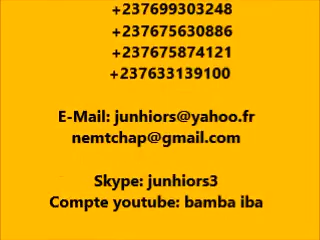 +237699303248
+237675630886
+237675874121
+237633139100
E-Mail: junhiors@yahoo.fr
nemtchap@gmail.com
Skype: junhiors3
Compte youtube: bamba iba